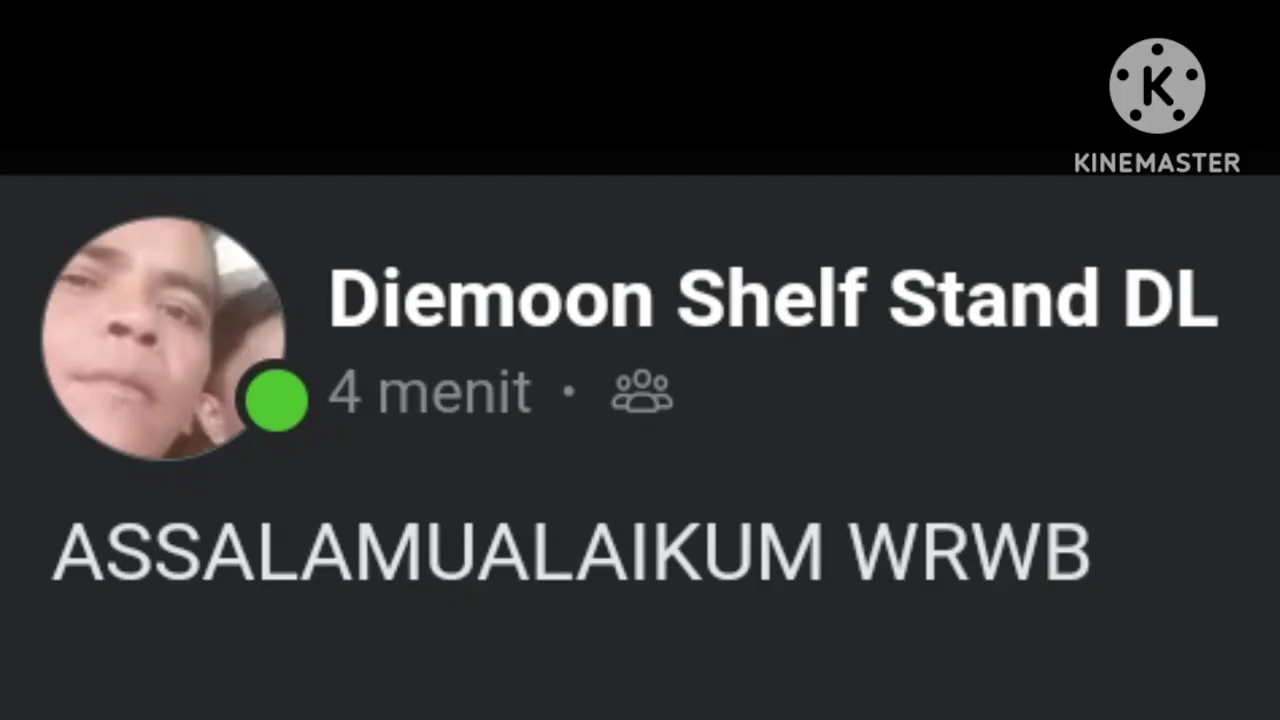 K
KINEMASTER
Diemoon Shelf Stand DL
4 menit ·
ASSALAMUALAIKUM WRWB